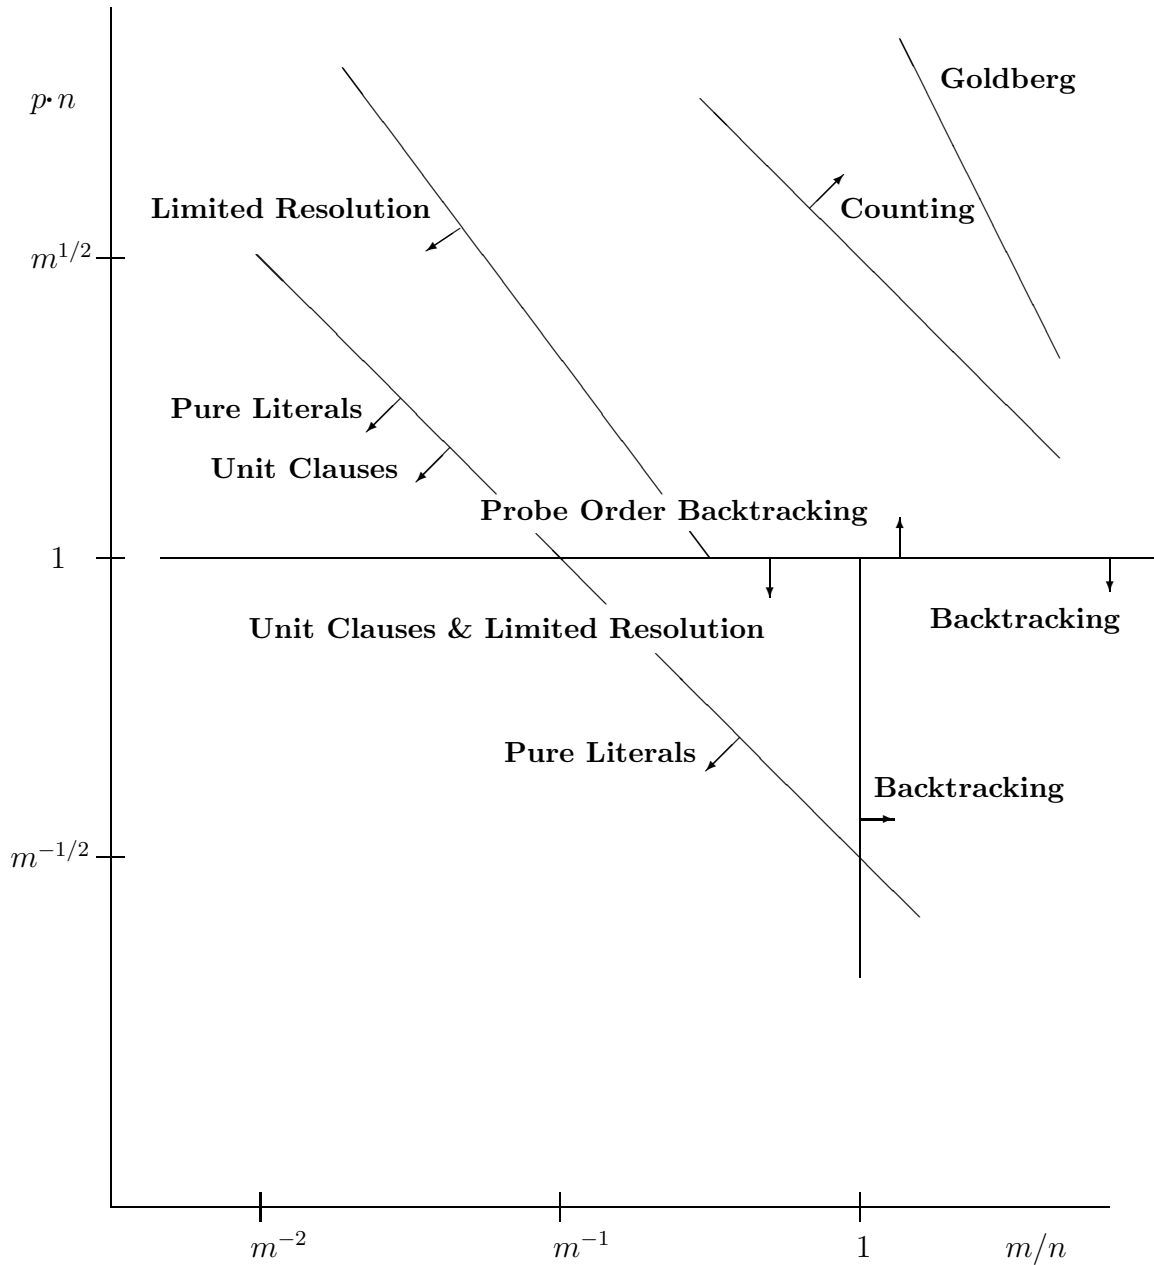 Goldberg
p·n
Limited Resolution
Counting
m^{1/2}
Pure Literals
Unit Clauses
Probe Order Backtracking
1
Unit Clauses & Limited Resolution
Backtracking
Pure Literals
Backtracking
m^{−1/2}
m^{−2}
m^{−1}
1
m/n